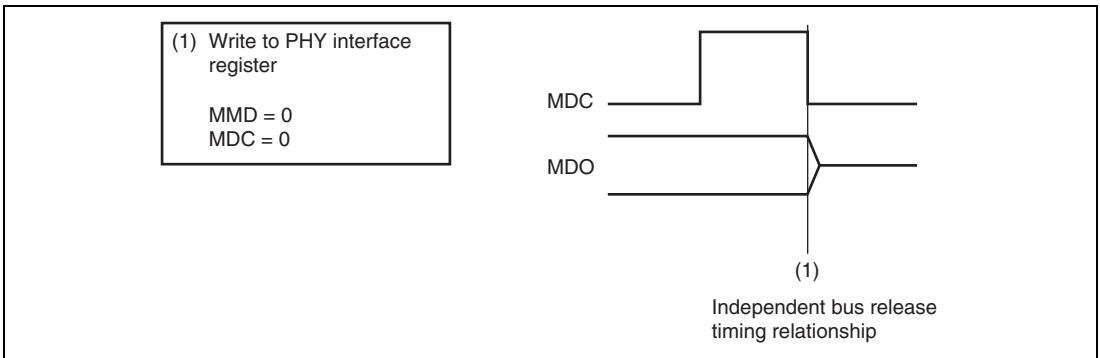 (1) Write to PHY interface
register
MMD = 0
MDC = 0
MDC
MDO
(1)
Independent bus release
timing relationship